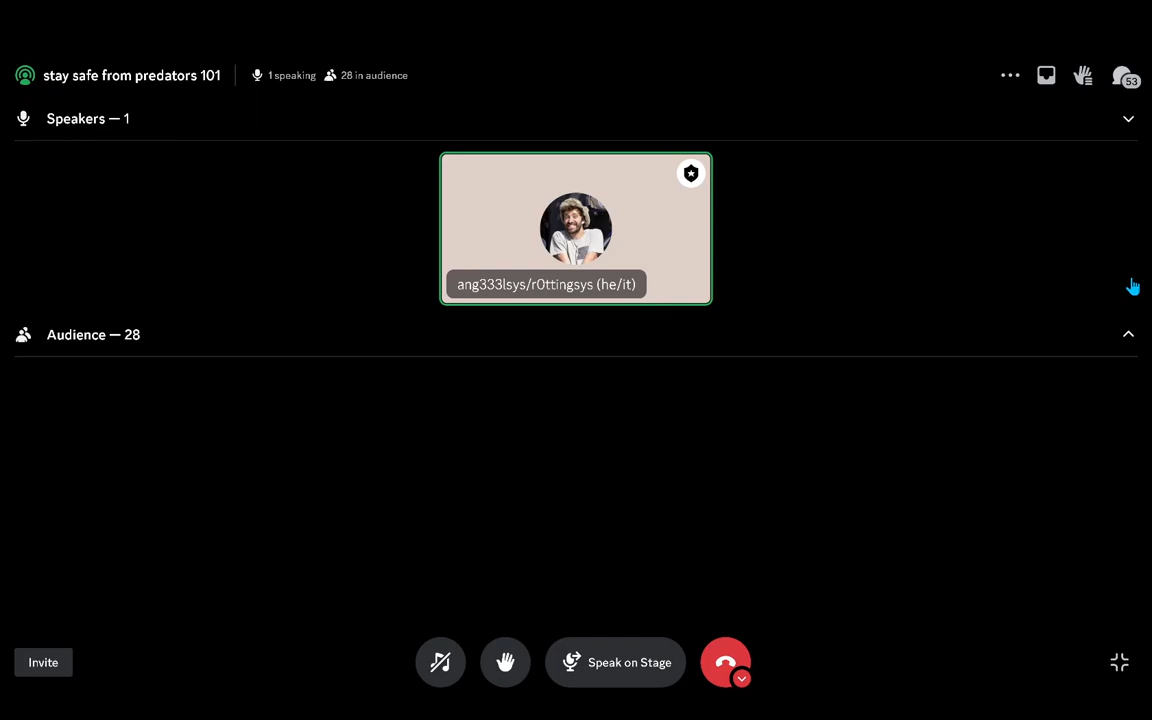 stay safe from predators 101
1 speaking
28 in audience
53
Speakers — 1
ang333lsys/r0ttingsys (he/it)
Audience — 28
Invite
Speak on Stage